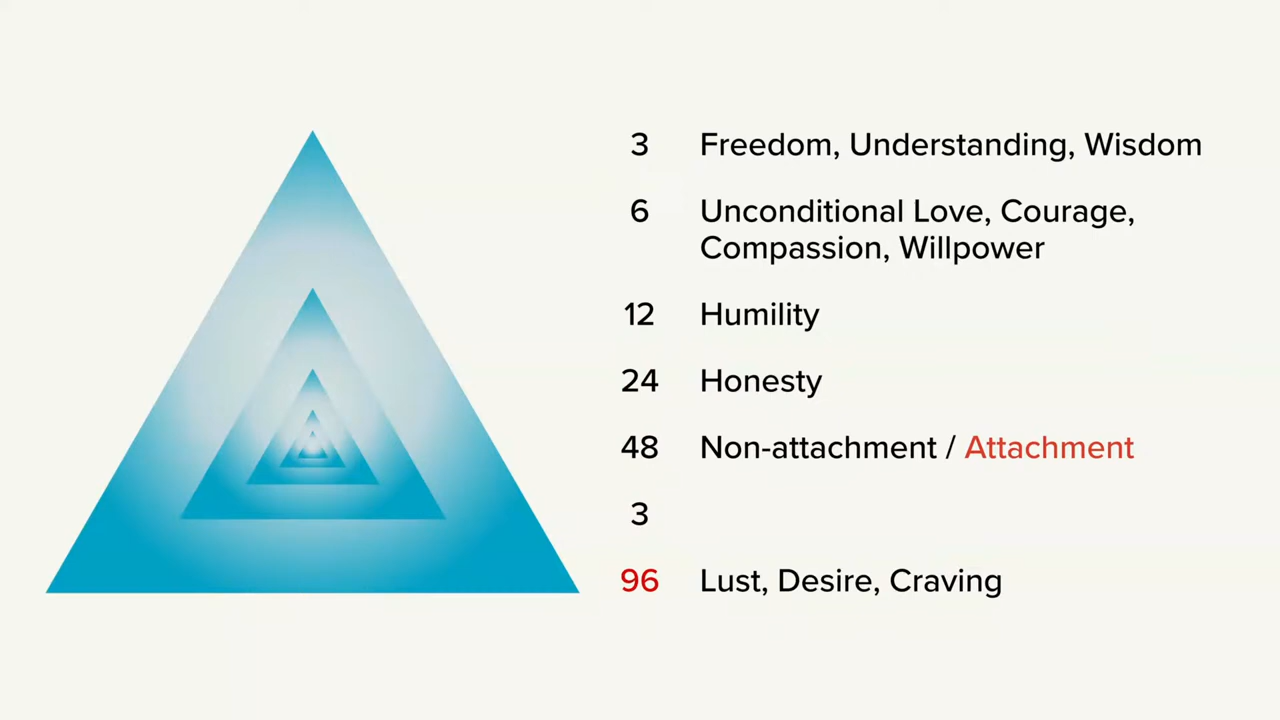 3 Freedom, Understanding, Wisdom
6 Unconditional Love, Courage,
Compassion, Willpower
12 Humility
24 Honesty
48 Non-attachment / Attachment
3
96 Lust, Desire, Craving